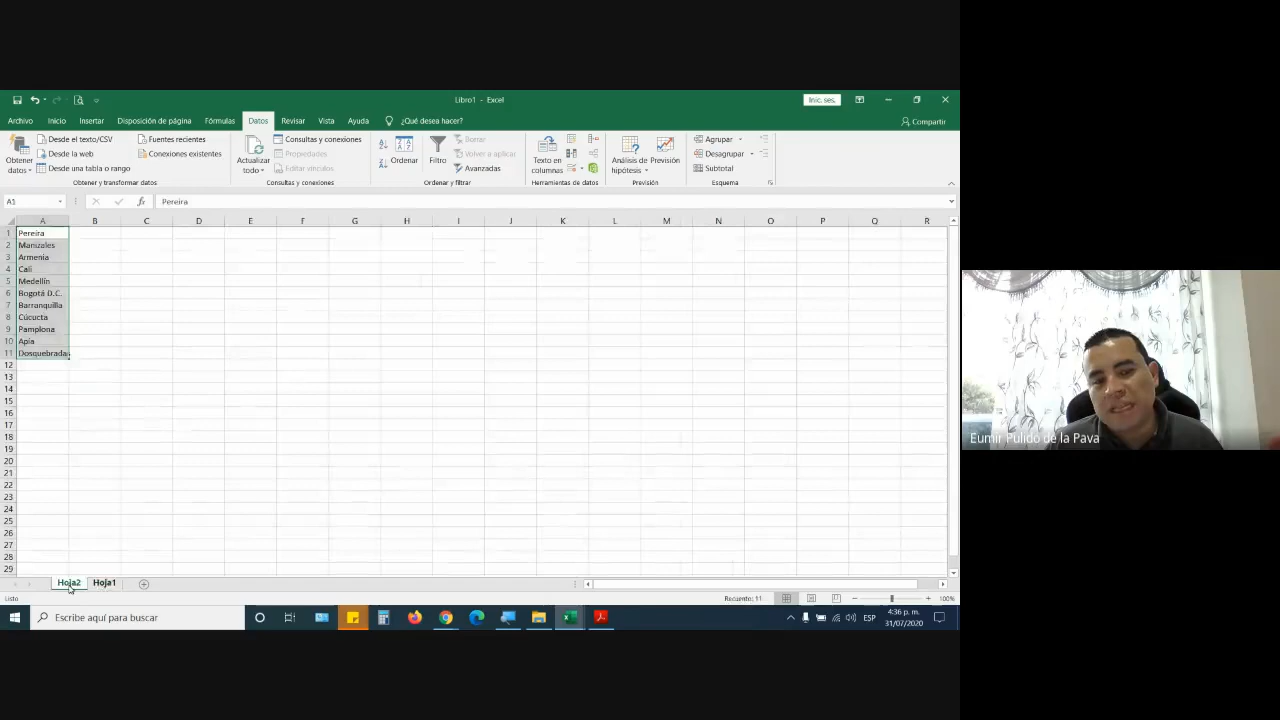 Libro1 - Excel
Inic. ses.
Archivo Inicio Insertar Disposición de página Fórmulas Datos Revisar Vista Ayuda ¿Qué desea hacer? Compartir
Obtener datos
Desde el texto/CSV
Desde la web
Desde una tabla o rango
Fuentes recientes
Conexiones existentes
Obtener y transformar datos
Actualizar todo
Consultas y conexiones
Propiedades
Editar vínculos
Consultas y conexiones
Ordenar
Filtro
Borrar
Volver a aplicar
Avanzadas
Ordenar y filtrar
Texto en columnas
Herramientas de datos
Análisis de hipótesis
Previsión
Previsión
Agrupar
Desagrupar
Subtotal
Esquema
A1 fx Pereira
A B C D E F G H I J K L M N O P Q R
1 Pereira
2 Manizales
3 Armenia
4 Cali
5 Medellín
6 Bogotá D.C.
7 Barranquilla
8 Cúcucta
9 Pamplona
10 Apía
11 Dosquebradas
12
13
14
15
16
17
18
19
20
21
22
23
24
25
26
27
28
29
Hoja2 Hoja1
Listo Recuento: 11 100%
Escribe aquí para buscar
ESP
4:36 p. m.
31/07/2020
Eumir Pulido de la Pava